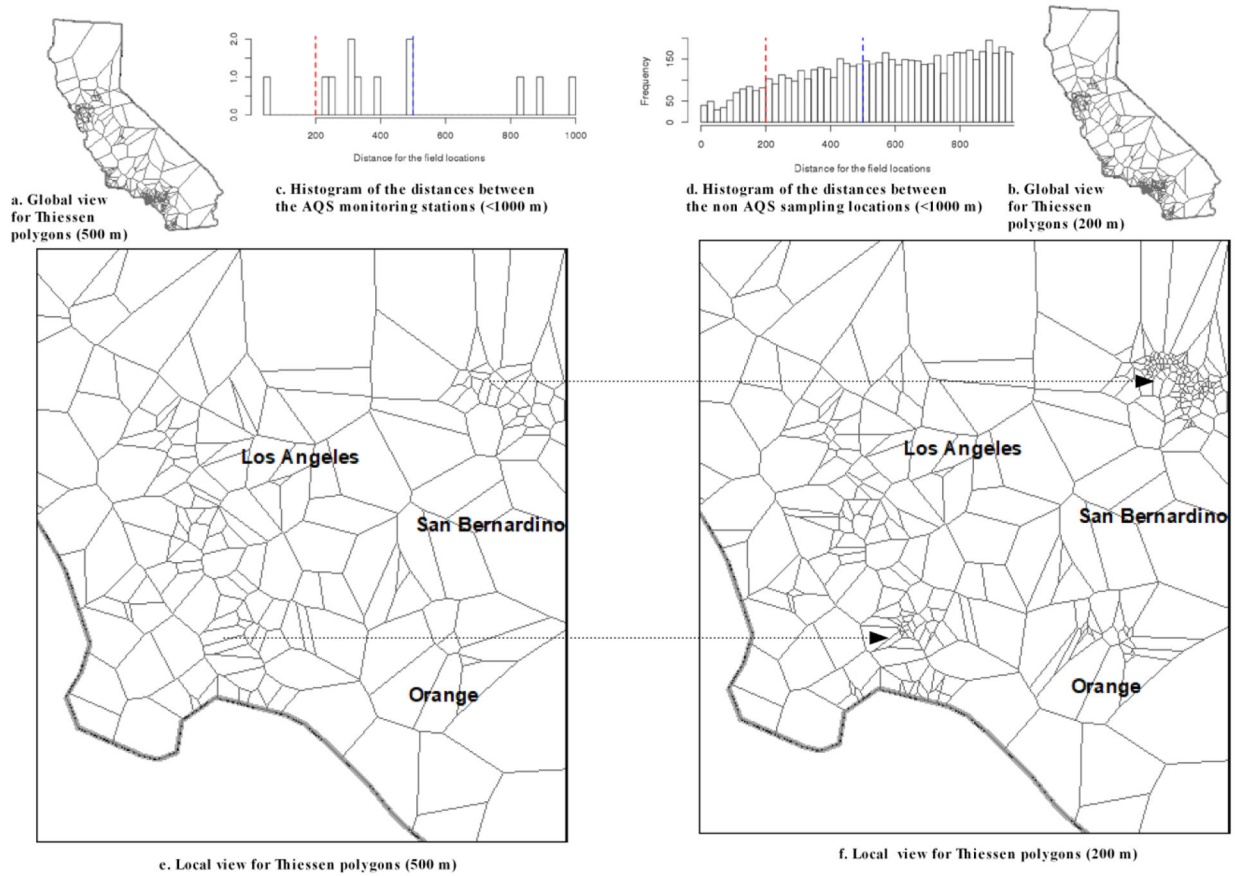 a. Global view
for Thiessen
polygons (500 m)
0.0
1.0
2.0
200
400
600
800
1000
Distance for the field locations
c. Histogram of the distances between
the AQS monitoring stations (<1000 m)
Frequency
0
50
150
0
200
400
600
800
Distance for the field locations
d. Histogram of the distances between
the non AQS sampling locations (<1000 m)
b. Global view
for Thiessen
polygons (200 m)
Los Angeles
San Bernardino
Orange
e. Local view for Thiessen polygons (500 m)
Los Angeles
San Bernardino
Orange
f. Local view for Thiessen polygons (200 m)